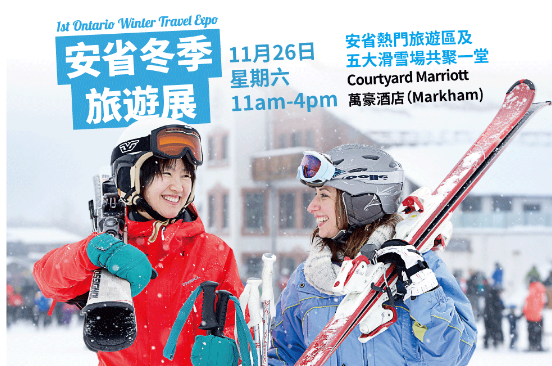 1st Ontario Winter Travel Expo
安省冬季
旅遊展
11月26日
星期六
11am-4pm
安省熱門旅遊區及
五大滑雪場共聚一堂
Courtyard Marriott
萬豪酒店(Markham)